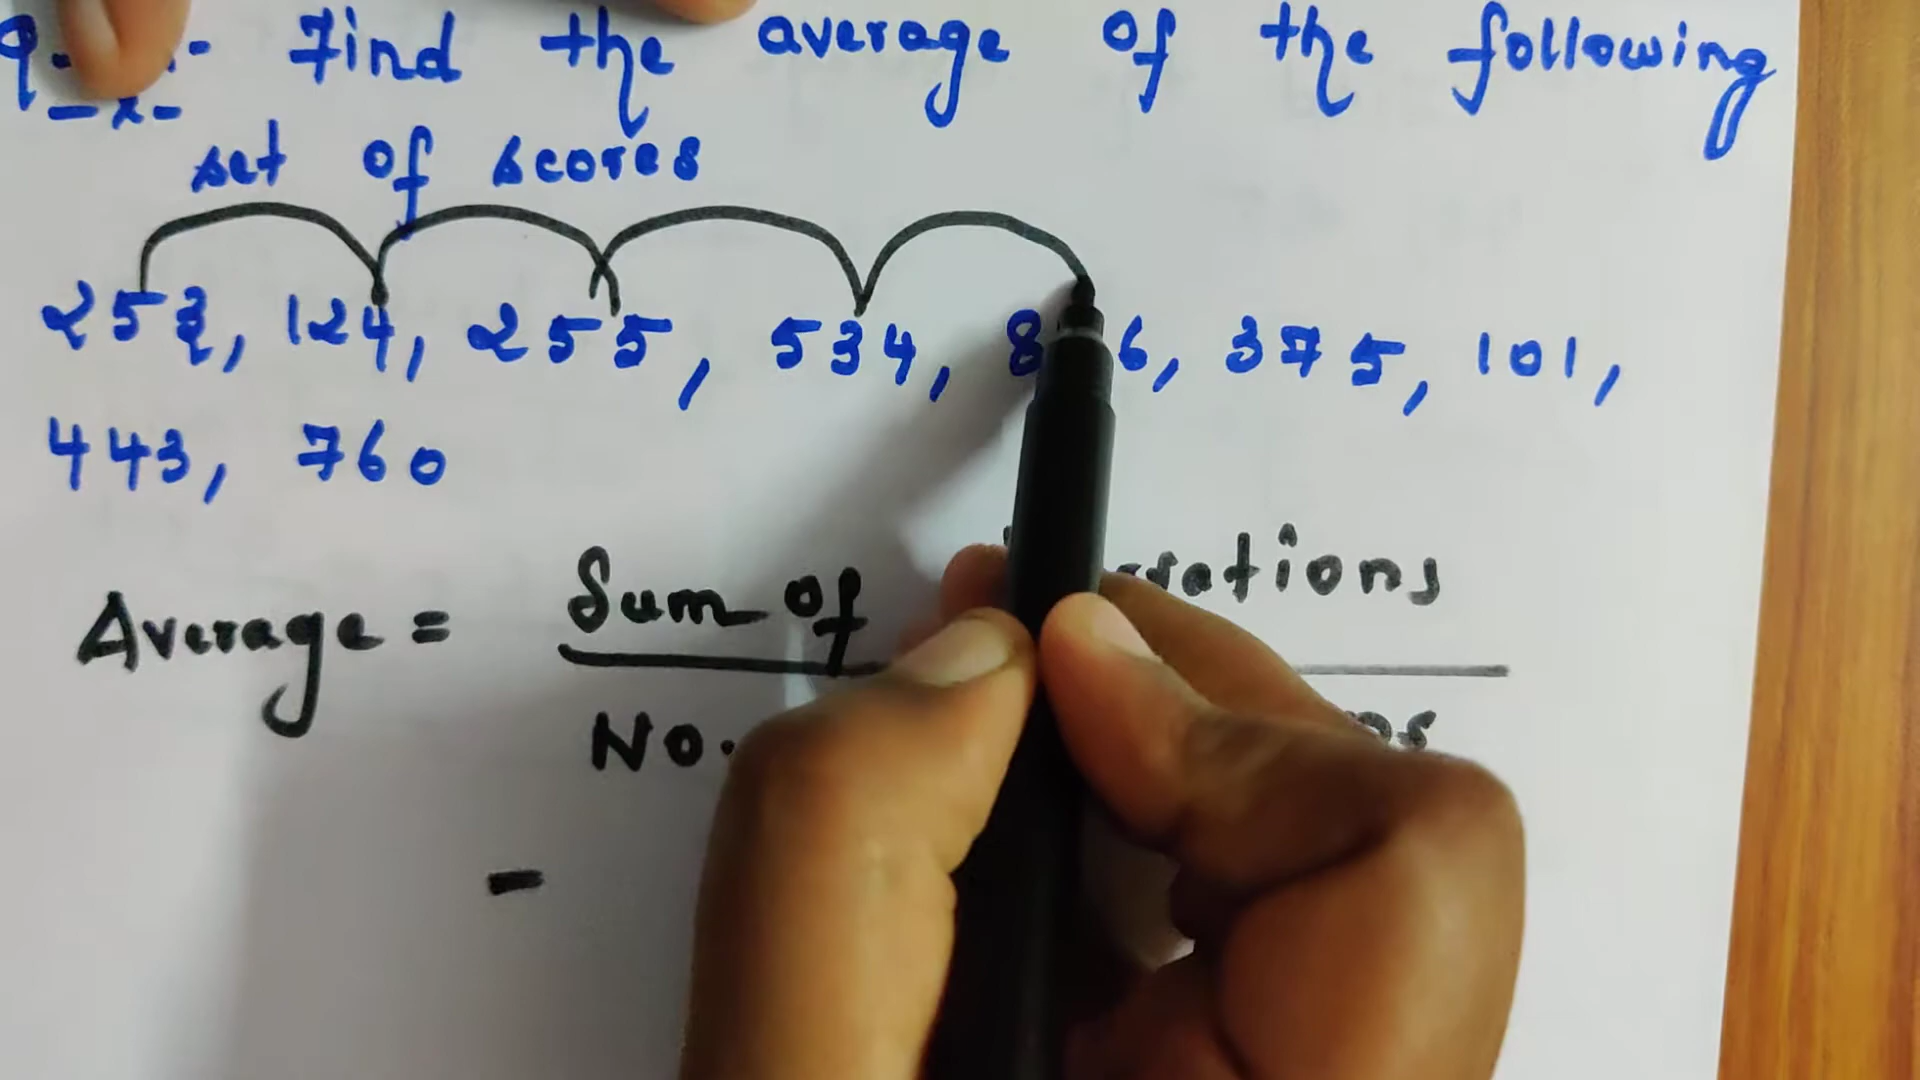 Find the average of the following
set of scores
253, 124, 255, 534, 375, 101,
443, 760
Average = Sum of
No.
-